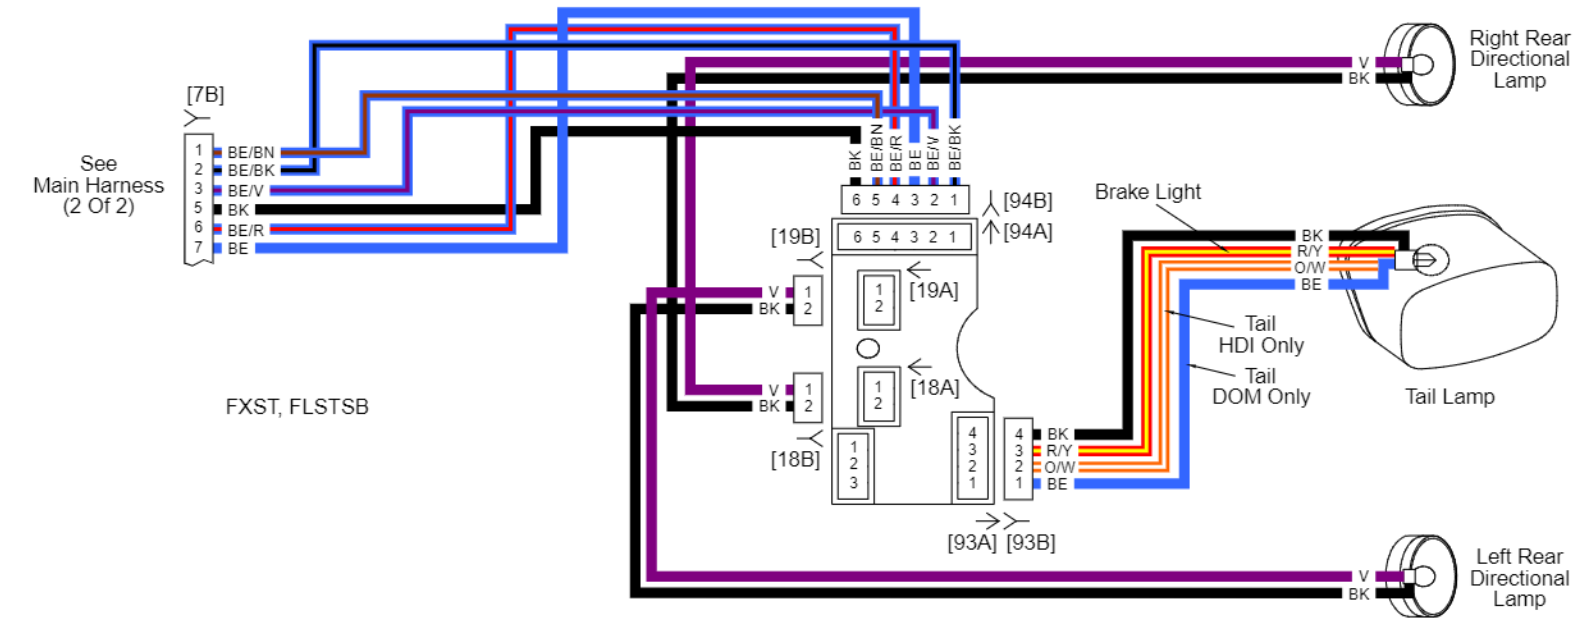 Right Rear
Directional
Lamp
V
BK
[7B]
See
Main Harness
(2 Of 2)
1 BE/BN
2 BE/BK
3 BE/V
5 BK
6 BE/R
7 BE
BK BE/BN BE/R BE BE/V BE/BK
6 5 4 3 2 1
[94B]
6 5 4 3 2 1
[94A]
Brake Light
BK
R/Y
O/W
BE
[19B]
V 1
BK 2
1
2
[19A]
Tail
HDI Only
Tail
DOM Only
Tail Lamp
FXST, FLSTSB
V 1
BK 2
1
2
[18A]
[18B]
1
2
3
4
3
2
1
4 BK
3 R/Y
2 O/W
1 BE
[93A] [93B]
V
BK
Left Rear
Directional
Lamp